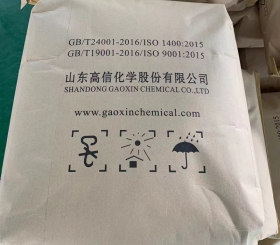 GB/T24001-2016/ISO 1400:2015
GB/T19001-2016/ISO 9001:2015
山东高信化学股份有限公司
SHANDONG GAOXIN CHEMICAL CO.,LTD
www.gaoxinchemical.com